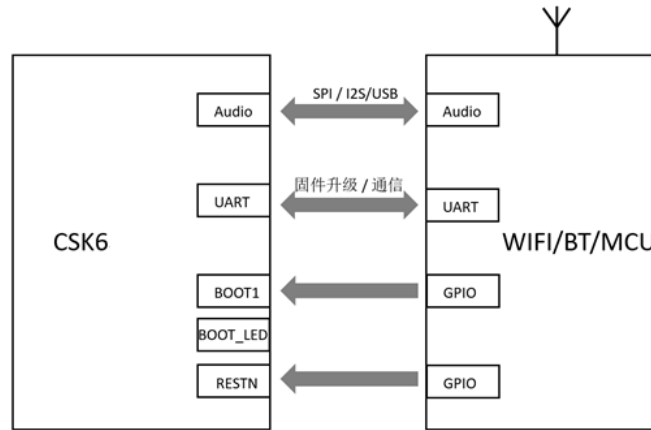 SPI / I2S/USB
Audio
Audio
固件升级 / 通信
UART
UART
CSK6
WIFI/BT/MCU
BOOT1
GPIO
BOOT_LED
RESTN
GPIO